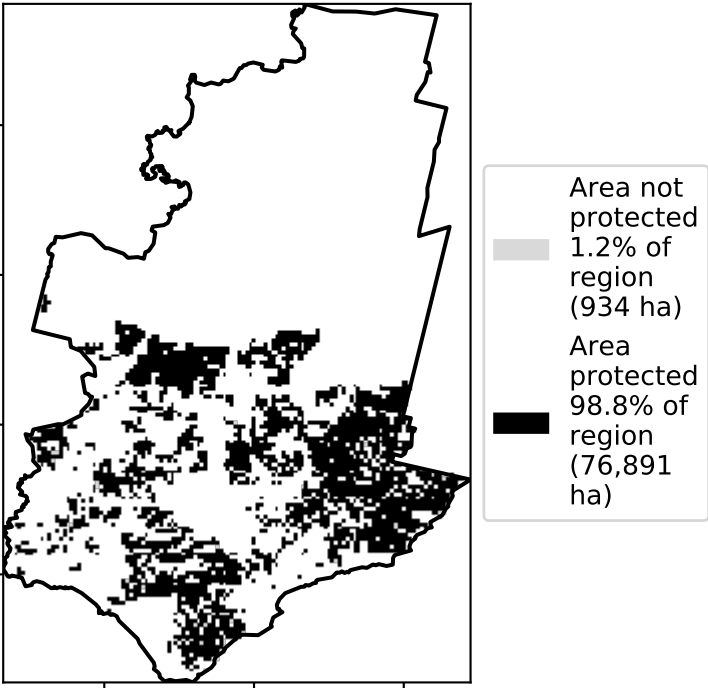 Area not
protected
1.2% of
region
(934 ha)
Area
protected
98.8% of
region
(76,891
ha)